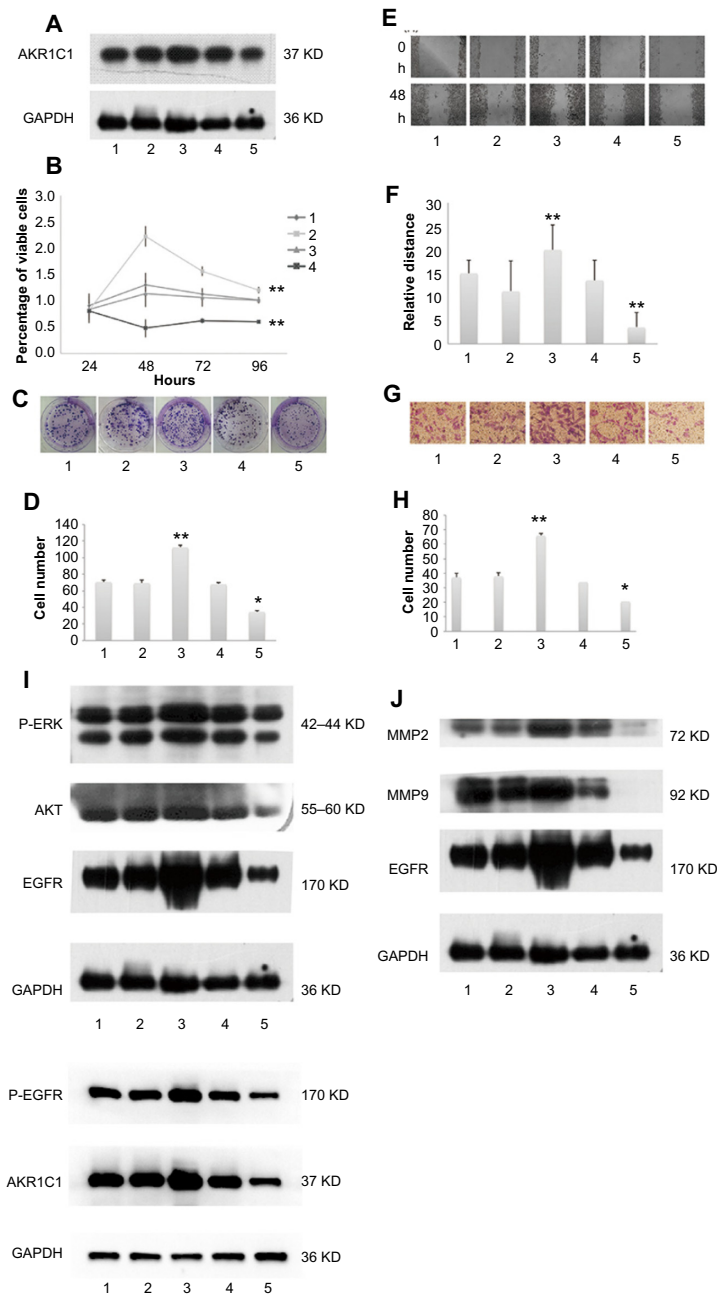 A
AKR1C1
37 KD
GAPDH
36 KD
1 2 3 4 5
B
Percentage of viable cells
3.0
2.5
2.0
1.5
1.0
0.5
0.0
24 48 72 96
Hours
1
2
3
4
**
**
C
1 2 3 4 5
D
Cell number
140
120
100
80
60
40
20
0
**
*
1 2 3 4 5
E
0
h
48
h
1 2 3 4 5
F
Relative distance
30
25
20
15
10
5
0
**
**
1 2 3 4 5
G
1 2 3 4 5
H
Cell number
80
70
60
50
40
30
20
10
0
**
*
1 2 3 4 5
I
P-ERK
42–44 KD
AKT
55–60 KD
EGFR
170 KD
GAPDH
36 KD
1 2 3 4 5
P-EGFR
170 KD
AKR1C1
37 KD
GAPDH
36 KD
1 2 3 4 5
J
MMP2
72 KD
MMP9
92 KD
EGFR
170 KD
GAPDH
36 KD
1 2 3 4 5